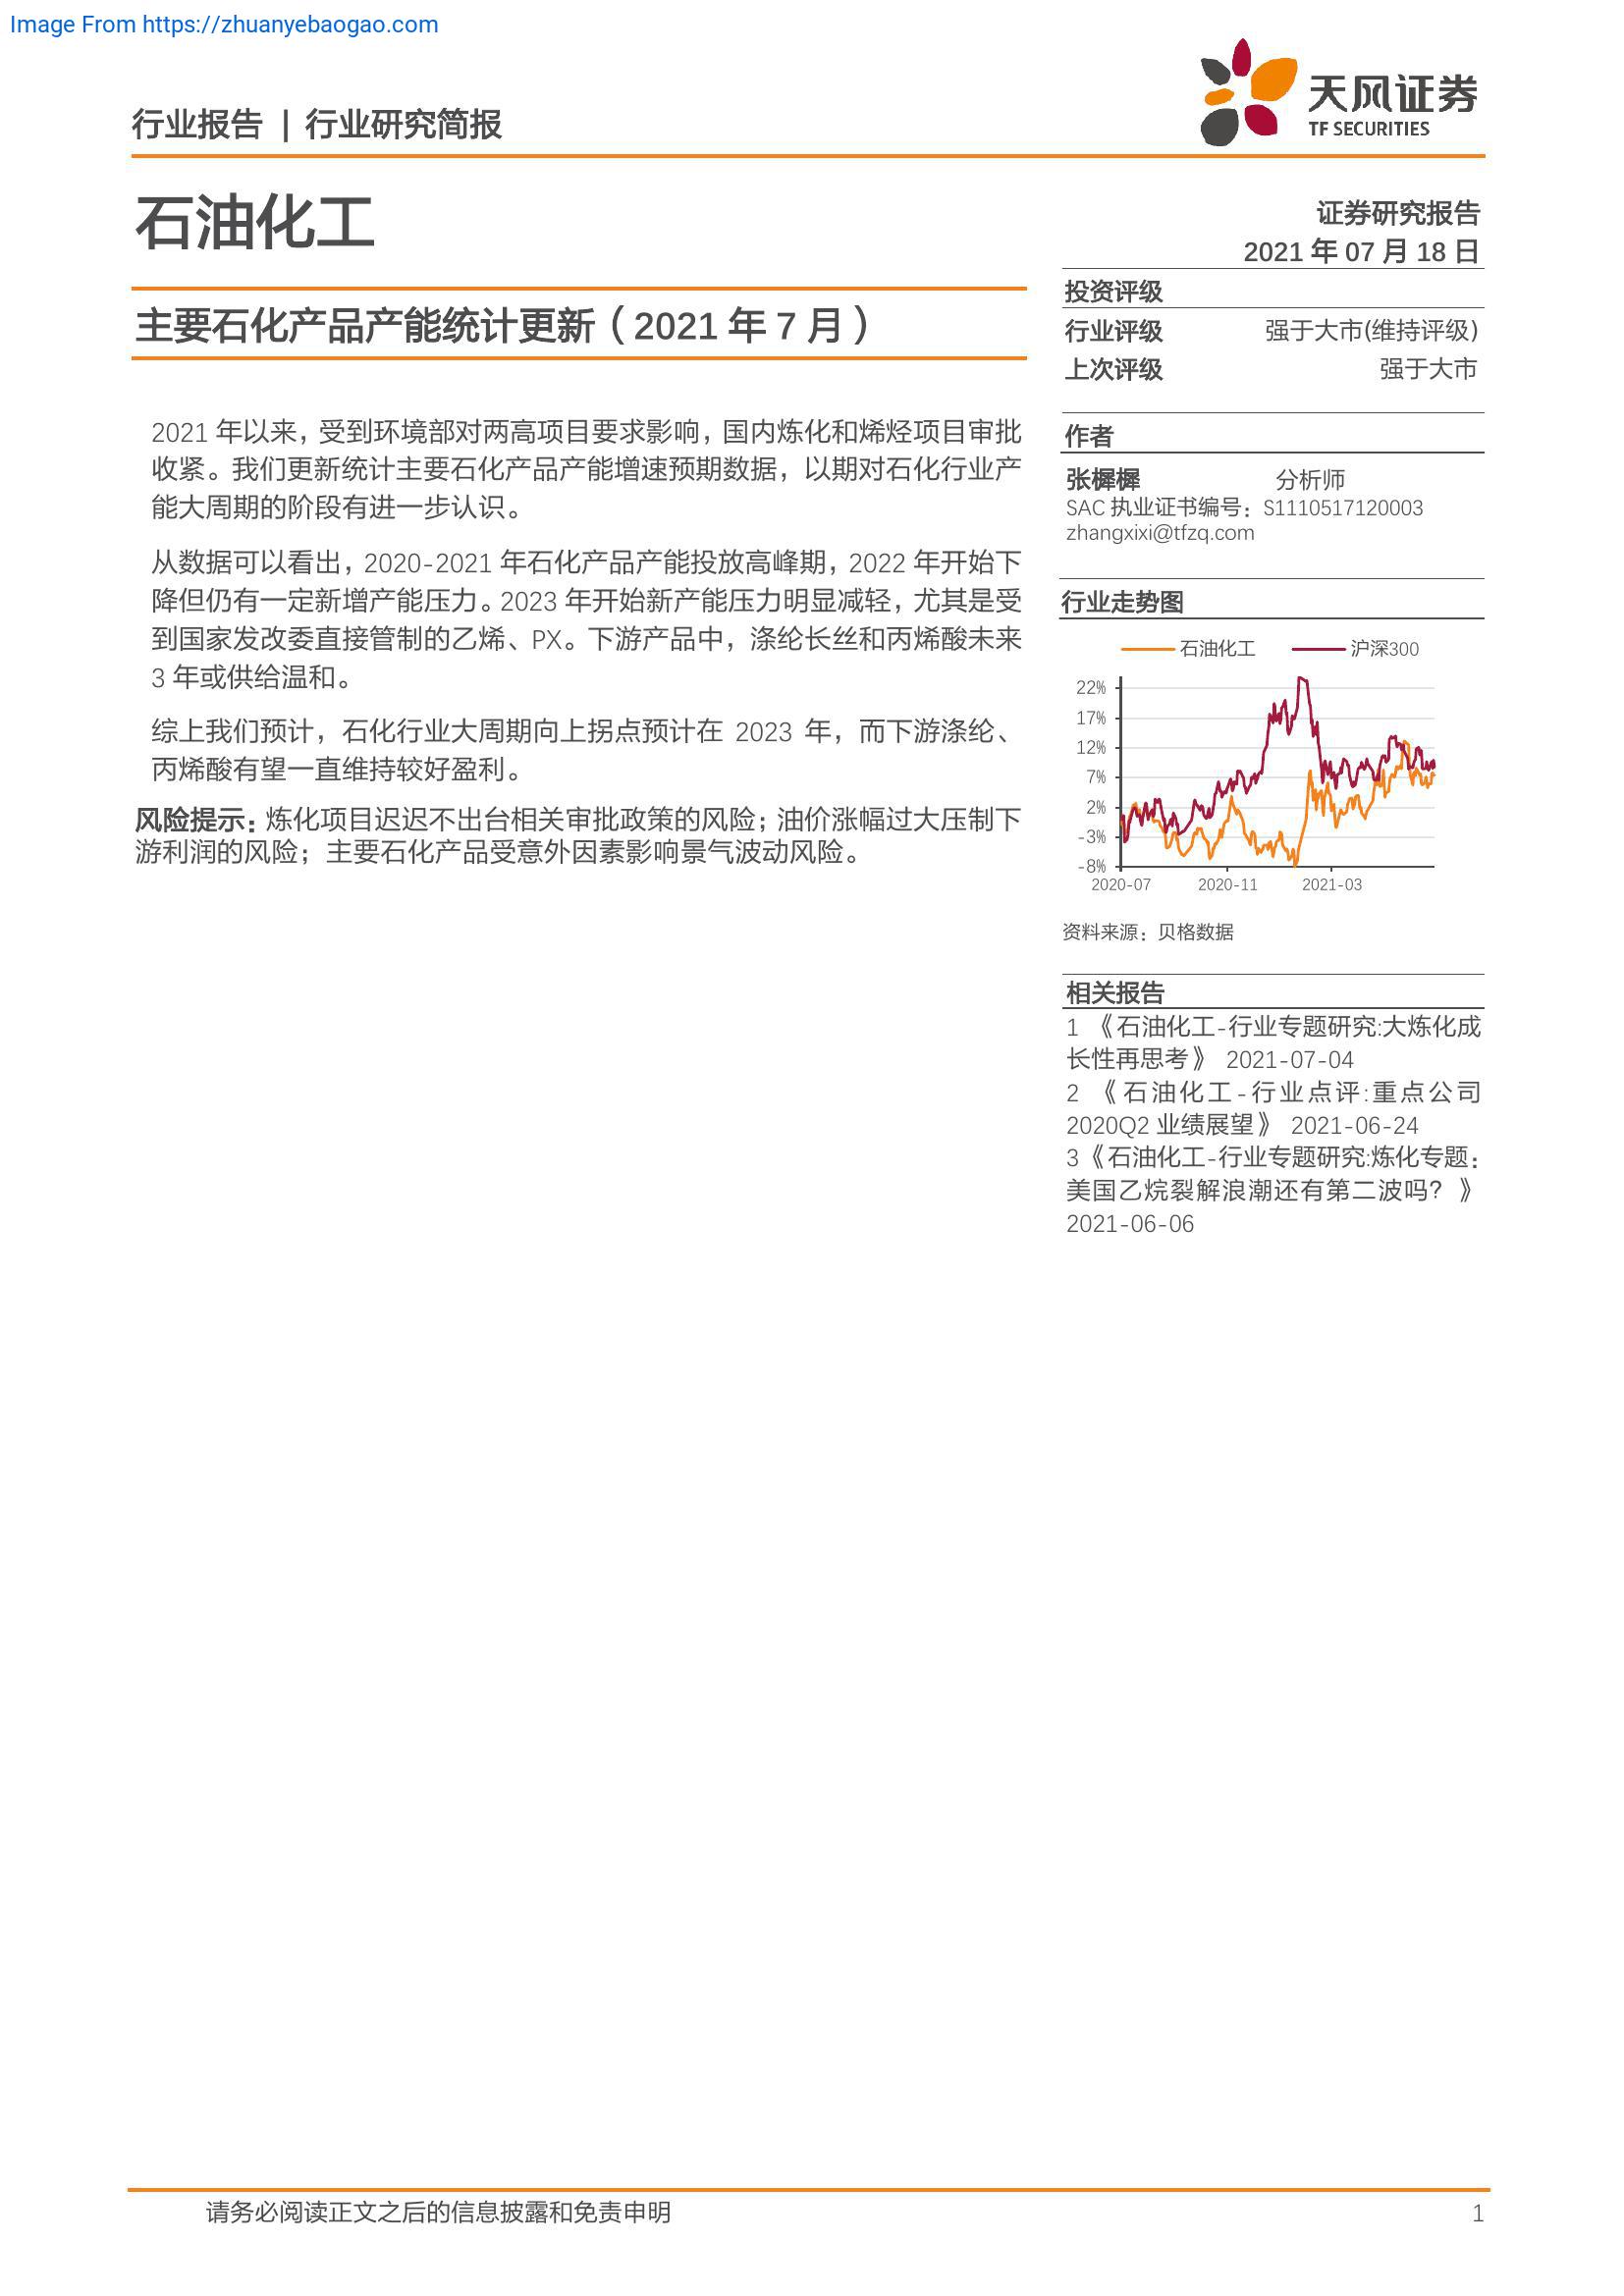 Image From https://zhuanyebaogao.com
行业报告 | 行业研究简报
天风证券
TF SECURITIES
石油化工
证券研究报告
2021 年 07 月 18 日
主要石化产品产能统计更新（2021 年 7 月）
2021 年以来，受到环境部对两高项目要求影响，国内炼化和烯烃项目审批
收紧。我们更新统计主要石化产品产能增速预期数据，以期对石化行业产
能大周期的阶段有进一步认识。
从数据可以看出，2020-2021 年石化产品产能投放高峰期，2022 年开始下
降但仍有一定新增产能压力。2023 年开始新产能压力明显减轻，尤其是受
到国家发改委直接管制的乙烯、PX。下游产品中，涤纶长丝和丙烯酸未来
3 年或供给温和。
综上我们预计，石化行业大周期向上拐点预计在 2023 年，而下游涤纶、
丙烯酸有望一直维持较好盈利。
风险提示：炼化项目迟迟不出台相关审批政策的风险；油价涨幅过大压制下
游利润的风险；主要石化产品受意外因素影响景气波动风险。
投资评级
行业评级 强于大市(维持评级)
上次评级 强于大市
作者
张樨樨 分析师
SAC 执业证书编号：S1110517120003
zhangxixi@tfzq.com
行业走势图
石油化工 沪深300
22%
17%
12%
7%
2%
-3%
-8%
2020-07 2020-11 2021-03
资料来源：贝格数据
相关报告
1 《石油化工-行业专题研究:大炼化成
长性再思考》 2021-07-04
2 《石油化工-行业点评:重点公司
2020Q2 业绩展望》 2021-06-24
3《石油化工-行业专题研究:炼化专题：
美国乙烷裂解浪潮还有第二波吗？》
2021-06-06
请务必阅读正文之后的信息披露和免责申明 1